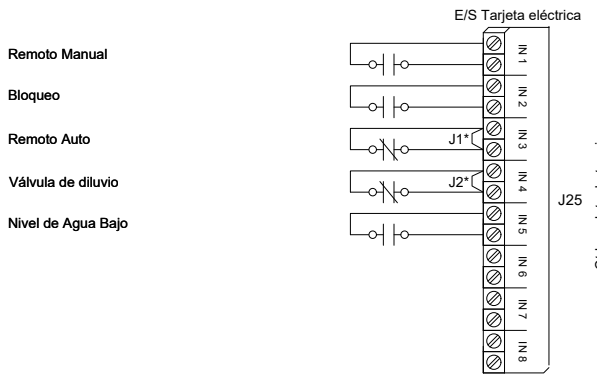 E/S Tarjeta eléctrica
Remoto Manual
IN 1
Bloqueo
IN 2
Remoto Auto
J1*
IN 3
Válvula de diluvio
J2*
IN 4
J25
Nivel de Agua Bajo
IN 5
IN 6
IN 7
IN 8